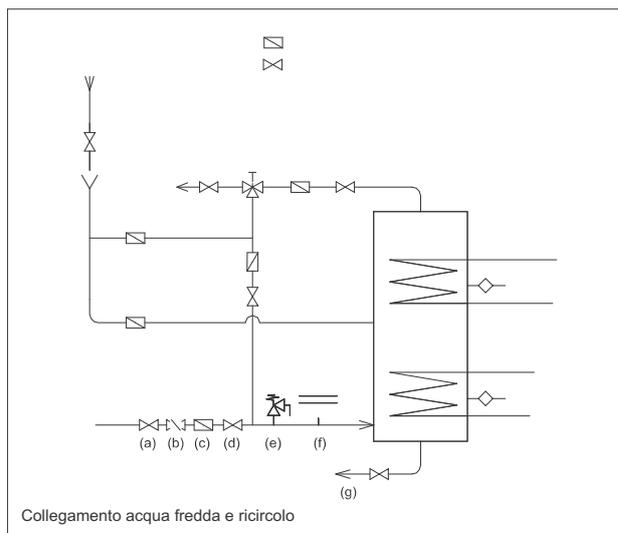 (a) (b) (c) (d) (e) (f)
(g)
Collegamento acqua fredda e ricircolo